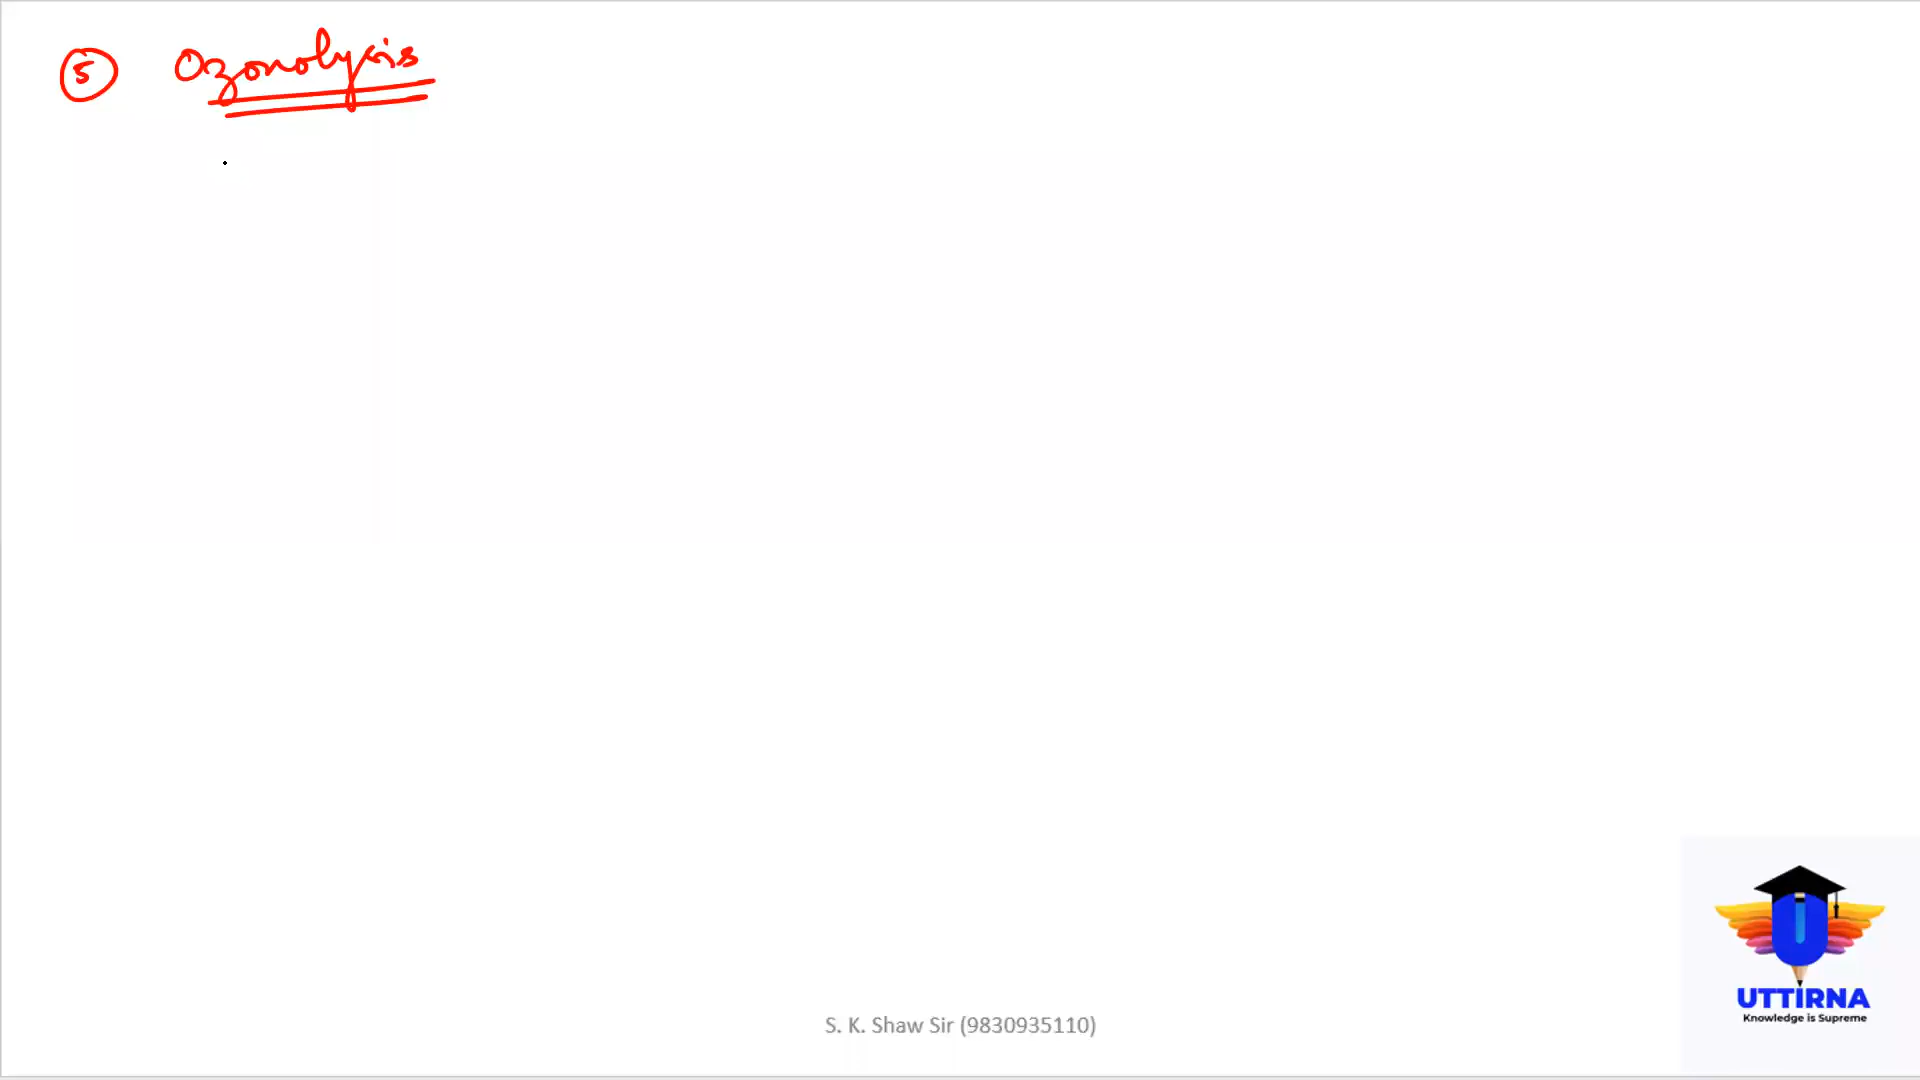 5 Ozonolysis
UTTIRNA
Knowledge is Supreme
S. K. Shaw Sir (9830935110)